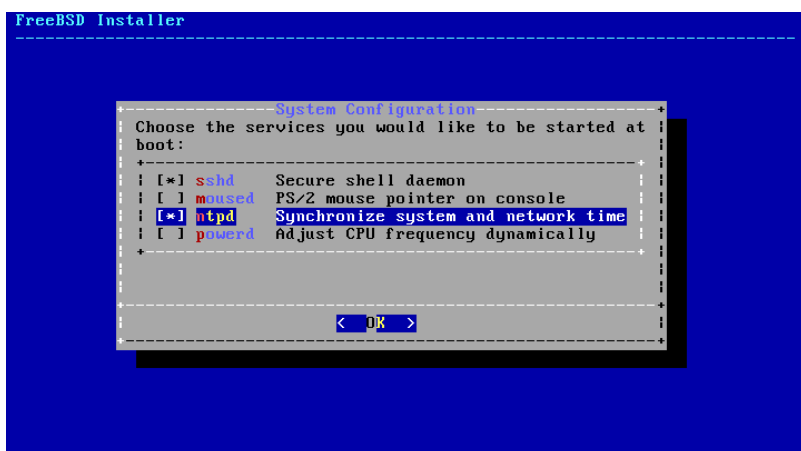 FreeBSD Installer
System Configuration
Choose the services you would like to be started at
boot:
[*] sshd Secure shell daemon
[ ] moused PS/2 mouse pointer on console
[*] ntpd Synchronize system and network time
[ ] powerd Adjust CPU frequency dynamically
< OK >